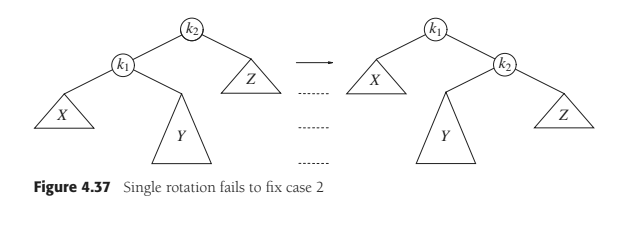 k2
k1
Z
X
Y
k1
X
k2
Z
Y
Figure 4.37 Single rotation fails to fix case 2